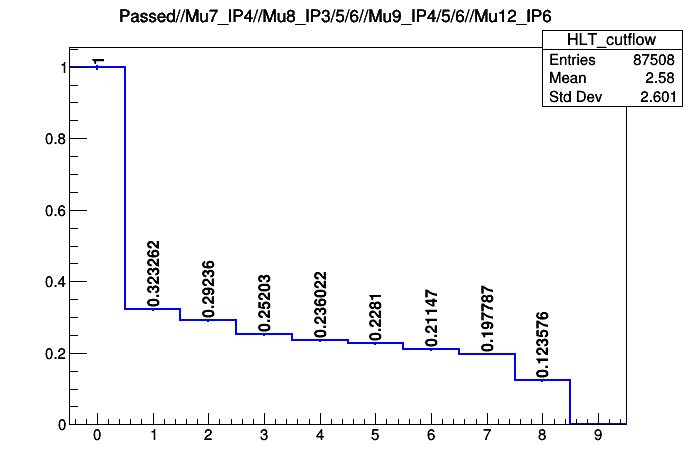 Passed//Mu7_IP4//Mu8_IP3/5/6//Mu9_IP4/5/6//Mu12_IP6
HLT_cutflow
Entries 87508
Mean 2.58
Std Dev 2.601
1
0.8
0.6
0.4
0.2
0
1
0.323262
0.29236
0.25203
0.236022
0.2281
0.21147
0.197787
0.123576
0 1 2 3 4 5 6 7 8 9